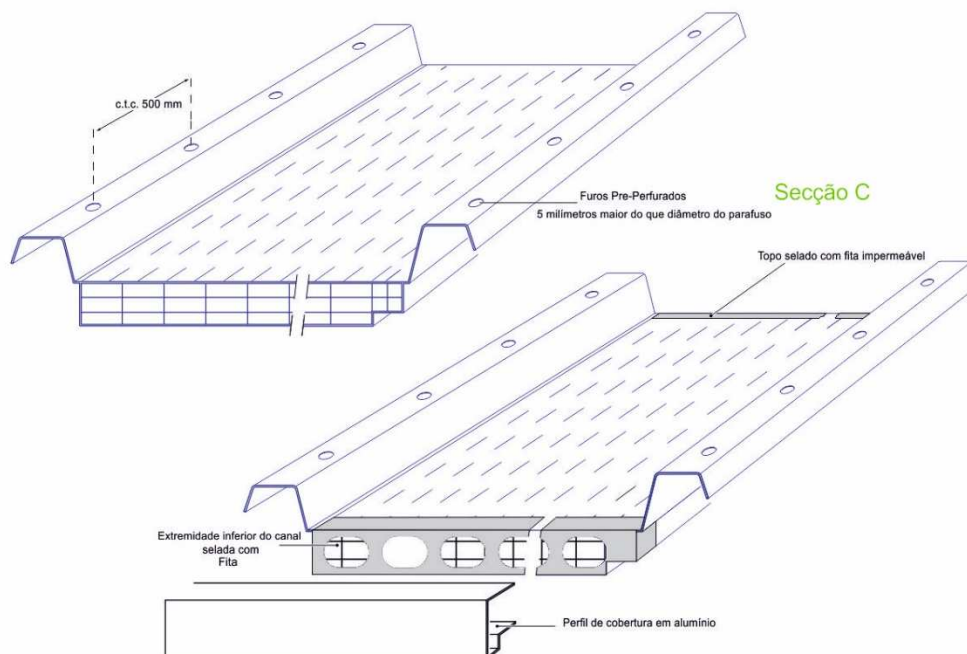 c.t.c. 500 mm
Furos Pre-Perfurados
5 milímetros maior do que diâmetro do parafuso
Secção C
Topo selado com fita impermeável
Extremidade inferior do canal
selada com
Fita
Perfil de cobertura em alumínio